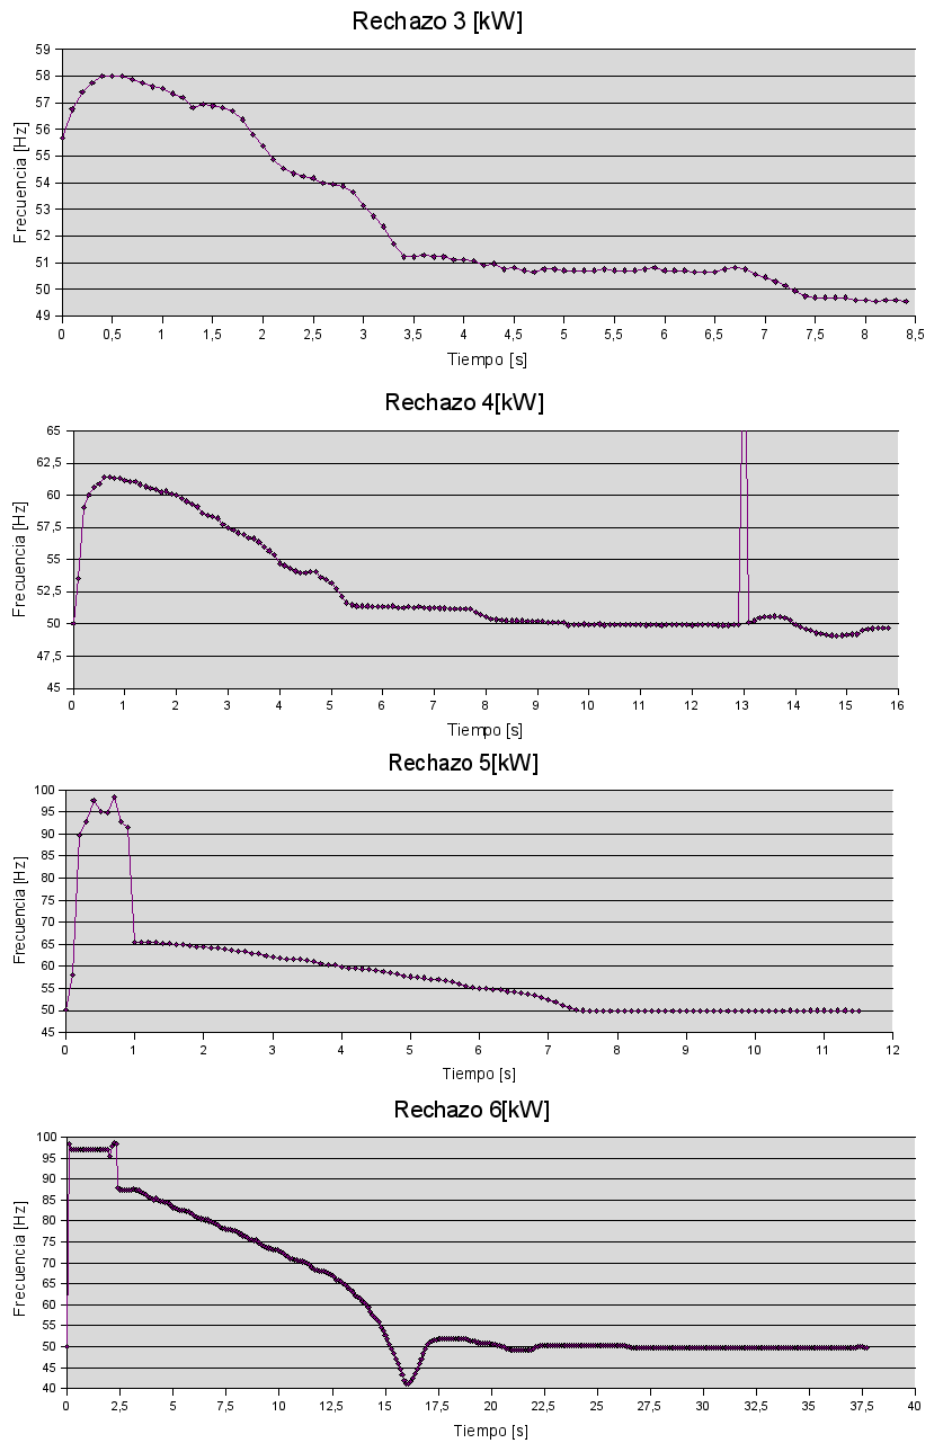 Rechazo 3 [kW]
59
58
57
56
55
54
53
52
51
50
49
Frecuencia [Hz]
0 0,5 1 1,5 2 2,5 3 3,5 4 4,5 5 5,5 6 6,5 7 7,5 8 8,5
Tiempo [s]
Rechazo 4[kW]
65
62,5
60
57,5
55
52,5
50
47,5
45
Frecuencia [Hz]
0 1 2 3 4 5 6 7 8 9 10 11 12 13 14 15 16
Tiempo [s]
Rechazo 5[kW]
100
95
90
85
80
75
70
65
60
55
50
45
Frecuencia [Hz]
0 1 2 3 4 5 6 7 8 9 10 11 12
Tiempo [s]
Rechazo 6[kW]
100
95
90
85
80
75
70
65
60
55
50
45
40
Frecuencia [Hz]
0 2,5 5 7,5 10 12,5 15 17,5 20 22,5 25 27,5 30 32,5 35 37,5 40
Tiempo [s]